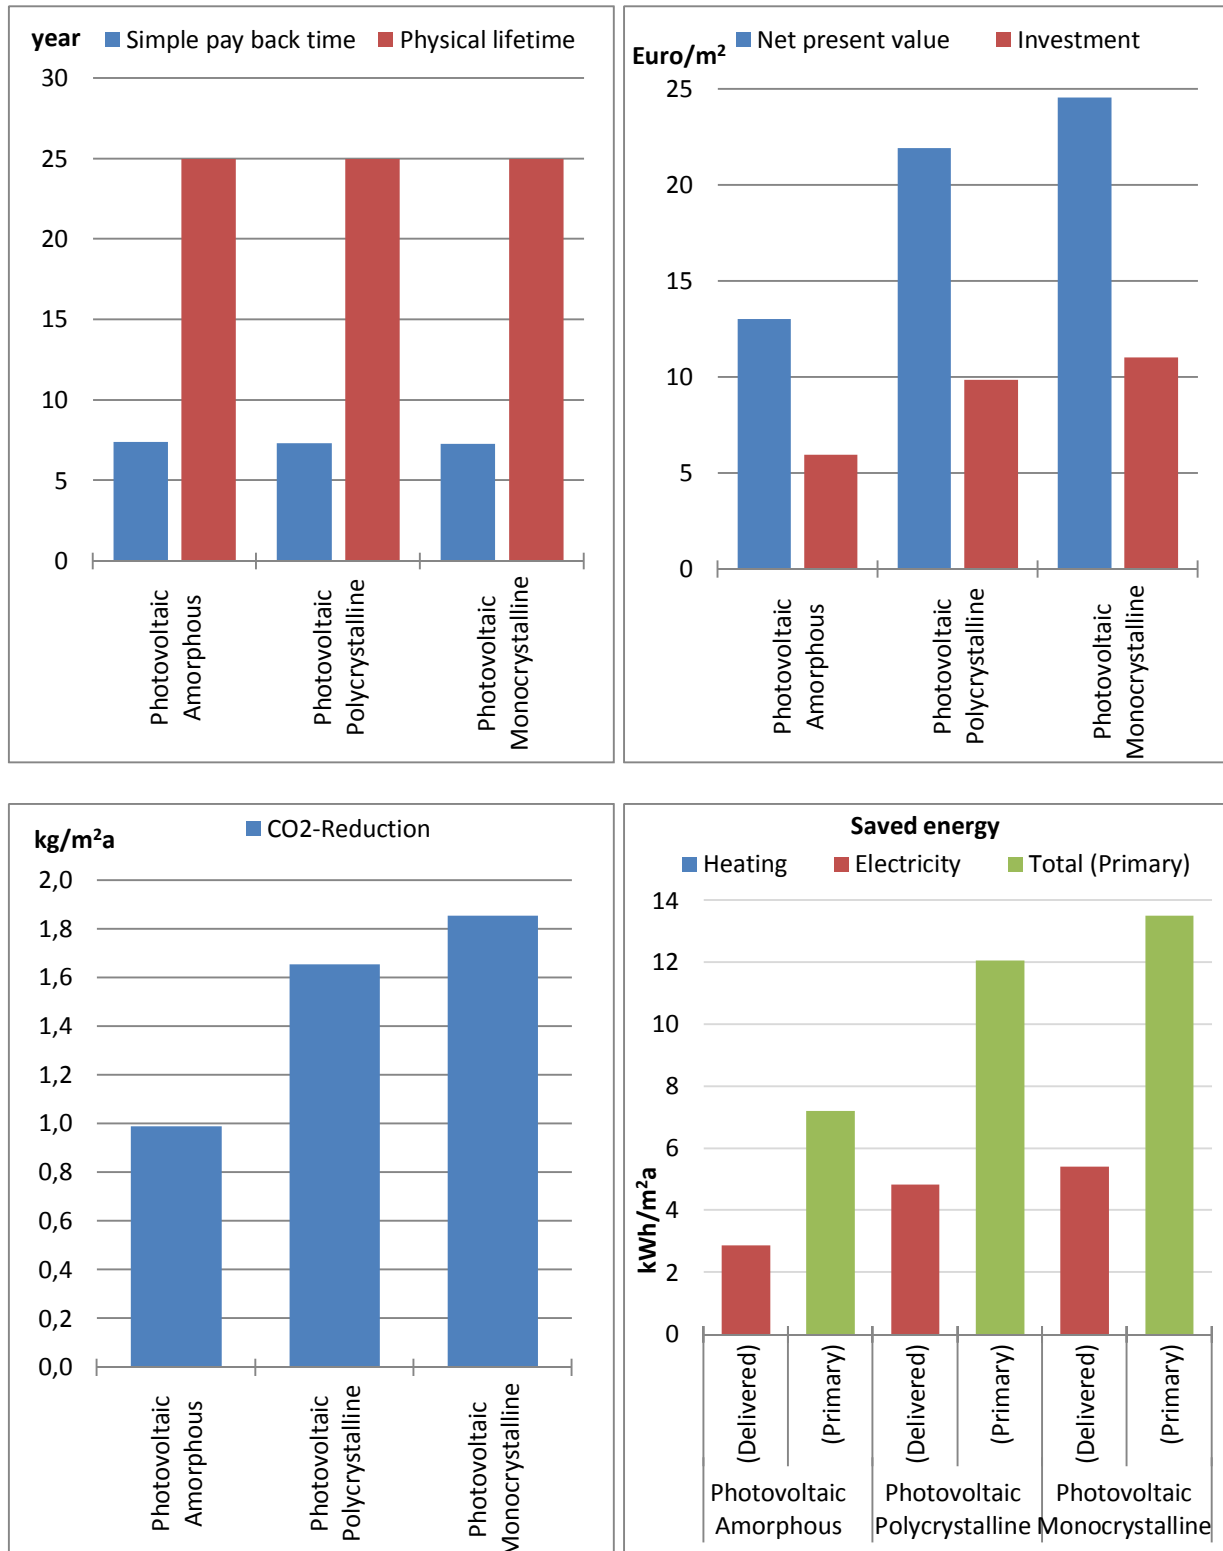 year
Simple pay back time
Physical lifetime
30
25
20
15
10
5
0
Photovoltaic
Amorphous
Photovoltaic
Polycrystalline
Photovoltaic
Monocrystalline
Euro/m²
Net present value
Investment
25
20
15
10
5
0
Photovoltaic
Amorphous
Photovoltaic
Polycrystalline
Photovoltaic
Monocrystalline
kg/m²a
CO2-Reduction
2,0
1,8
1,6
1,4
1,2
1,0
0,8
0,6
0,4
0,2
0,0
Photovoltaic
Amorphous
Photovoltaic
Polycrystalline
Photovoltaic
Monocrystalline
Saved energy
Heating
Electricity
Total (Primary)
kWh/m²a
14
12
10
8
6
4
2
0
(Delivered)
(Primary)
(Delivered)
(Primary)
(Delivered)
(Primary)
Photovoltaic
Amorphous
Photovoltaic
Polycrystalline
Photovoltaic
Monocrystalline